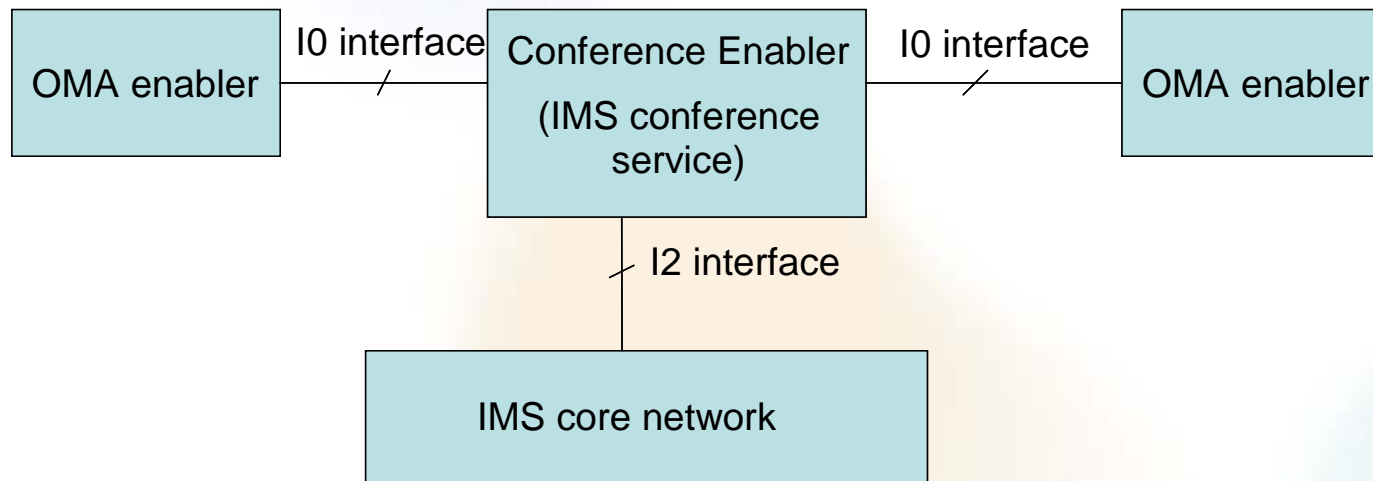 I0 interface
Conference Enabler
I0 interface
OMA enabler
(IMS conference
service)
OMA enabler
I2 interface
IMS core network